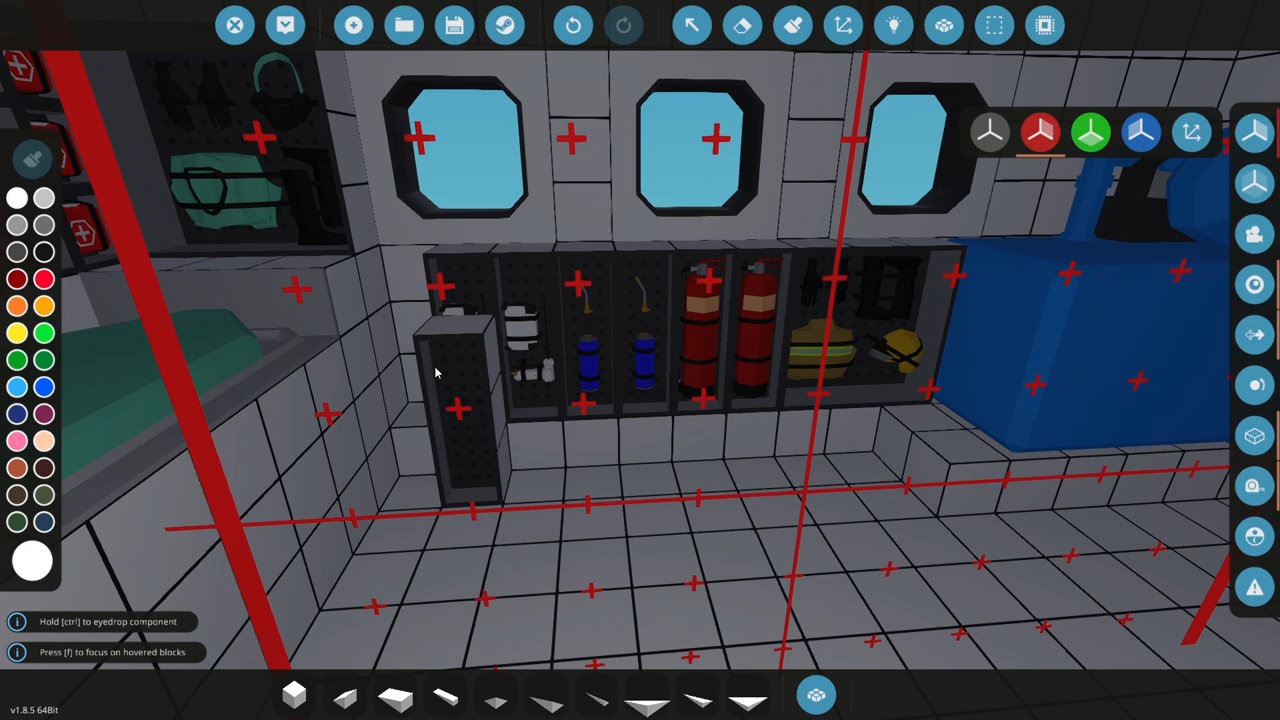 Hold [ctrl] to eyedrop component
Press [f] to focus on hovered blocks
v1.8.5 64Bit